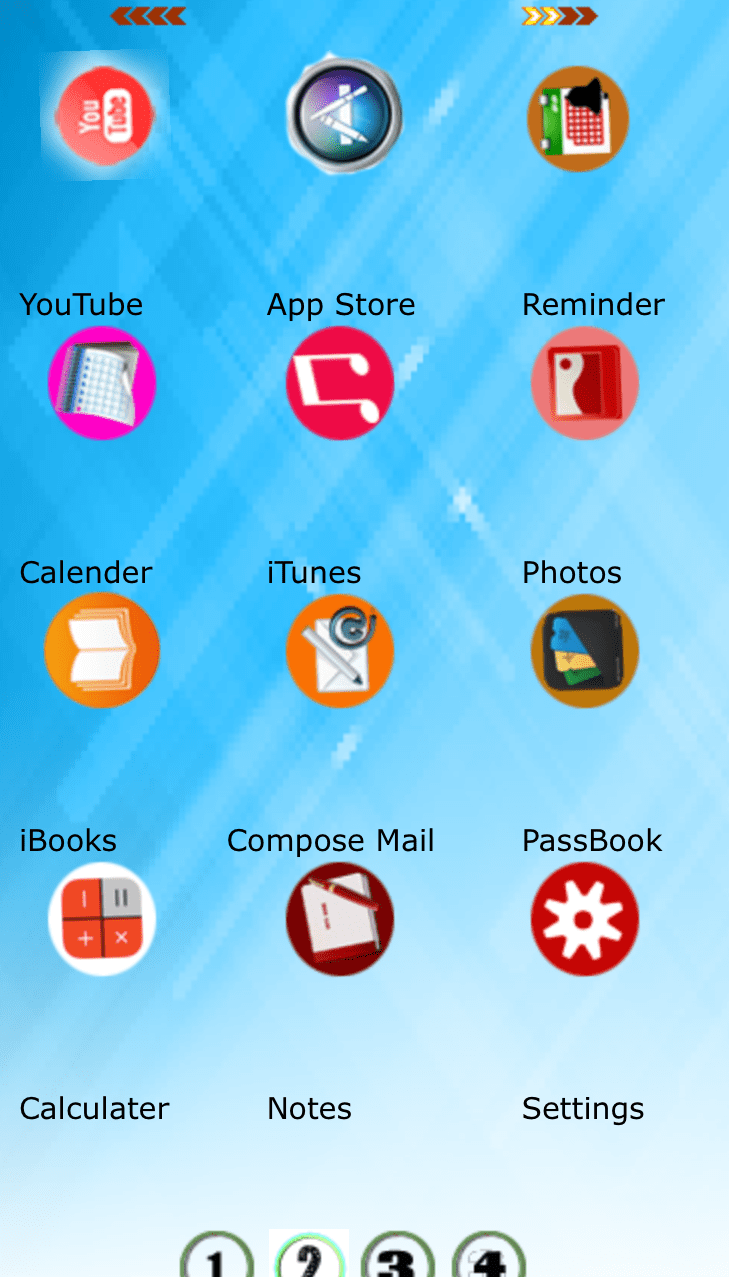 You
Tube
YouTube App Store Reminder
Calender iTunes Photos
iBooks Compose Mail PassBook
Calculater Notes Settings
1 2 3 4